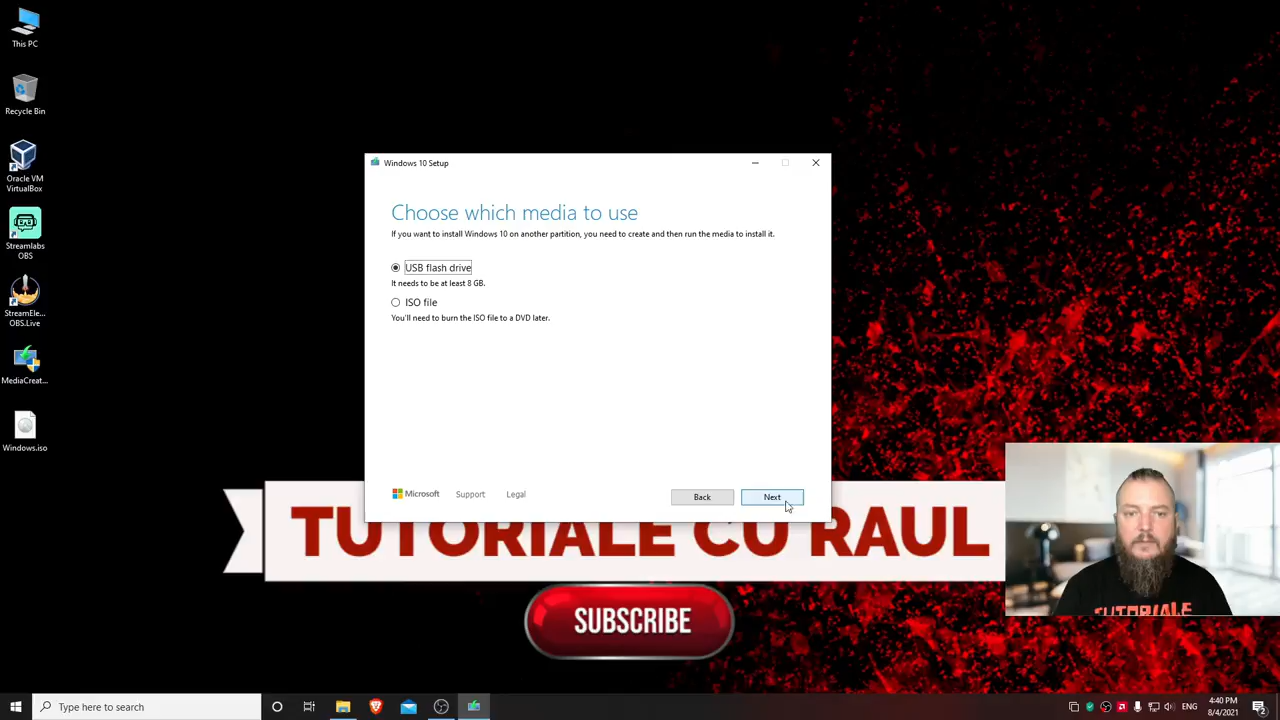 This PC
Recycle Bin
Oracle VM
VirtualBox
Streamlabs
OBS
StreamEle...
OBS.Live
MediaCreat...
Windows.iso
Windows 10 Setup
Choose which media to use
If you want to install Windows 10 on another partition, you need to create and then run the media to install it.
USB flash drive
It needs to be at least 8 GB.
ISO file
You'll need to burn the ISO file to a DVD later.
Microsoft
Support
Legal
Back
Next
TUTORIALE CU RAUL
SUBSCRIBE
TUTORIALE
Type here to search
4:40 PM
8/4/2021
2